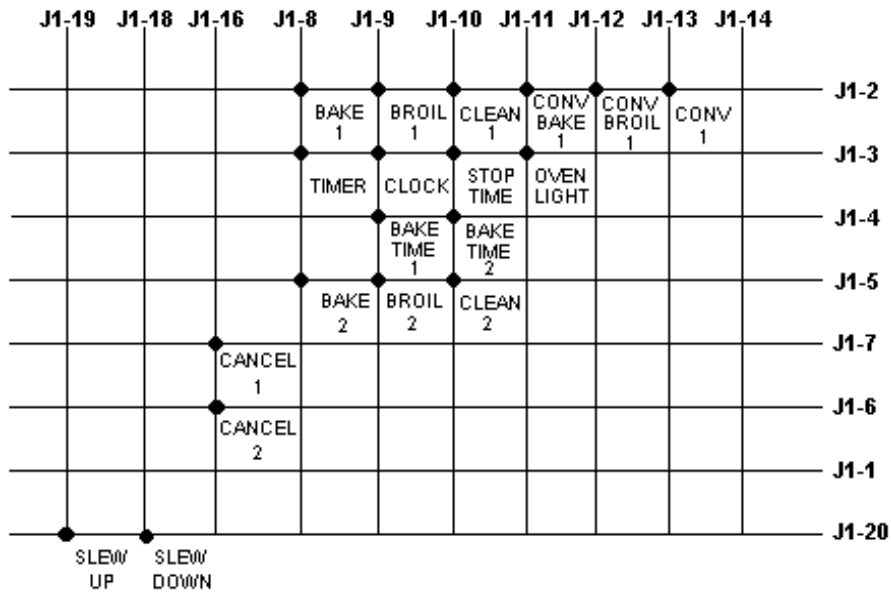 J1-19 J1-18 J1-16 J1-8 J1-9 J1-10 J1-11 J1-12 J1-13 J1-14
J1-2
BAKE
1
BROIL
1
CLEAN
1
CONV
BAKE
1
CONV
BROIL
1
CONV
1
J1-3
TIMER
CLOCK
STOP
TIME
OVEN
LIGHT
J1-4
BAKE
TIME
1
BAKE
TIME
2
J1-5
BAKE
2
BROIL
2
CLEAN
2
J1-7
CANCEL
1
J1-6
CANCEL
2
J1-1
J1-20
SLEW
UP
SLEW
DOWN